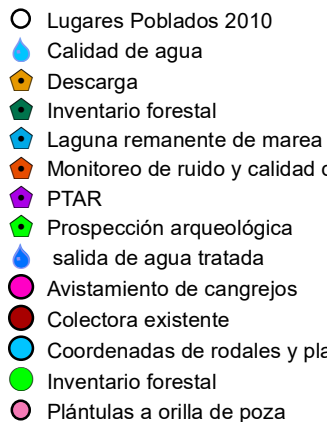 Lugares Poblados 2010
Calidad de agua
Descarga
Inventario forestal
Laguna remanente de marea
Monitoreo de ruido y calidad
PTAR
Prospección arqueológica
salida de agua tratada
Avistamiento de cangrejos
Colectora existente
Coordenadas de rodales y
Inventario forestal
Plántulas a orilla de poza